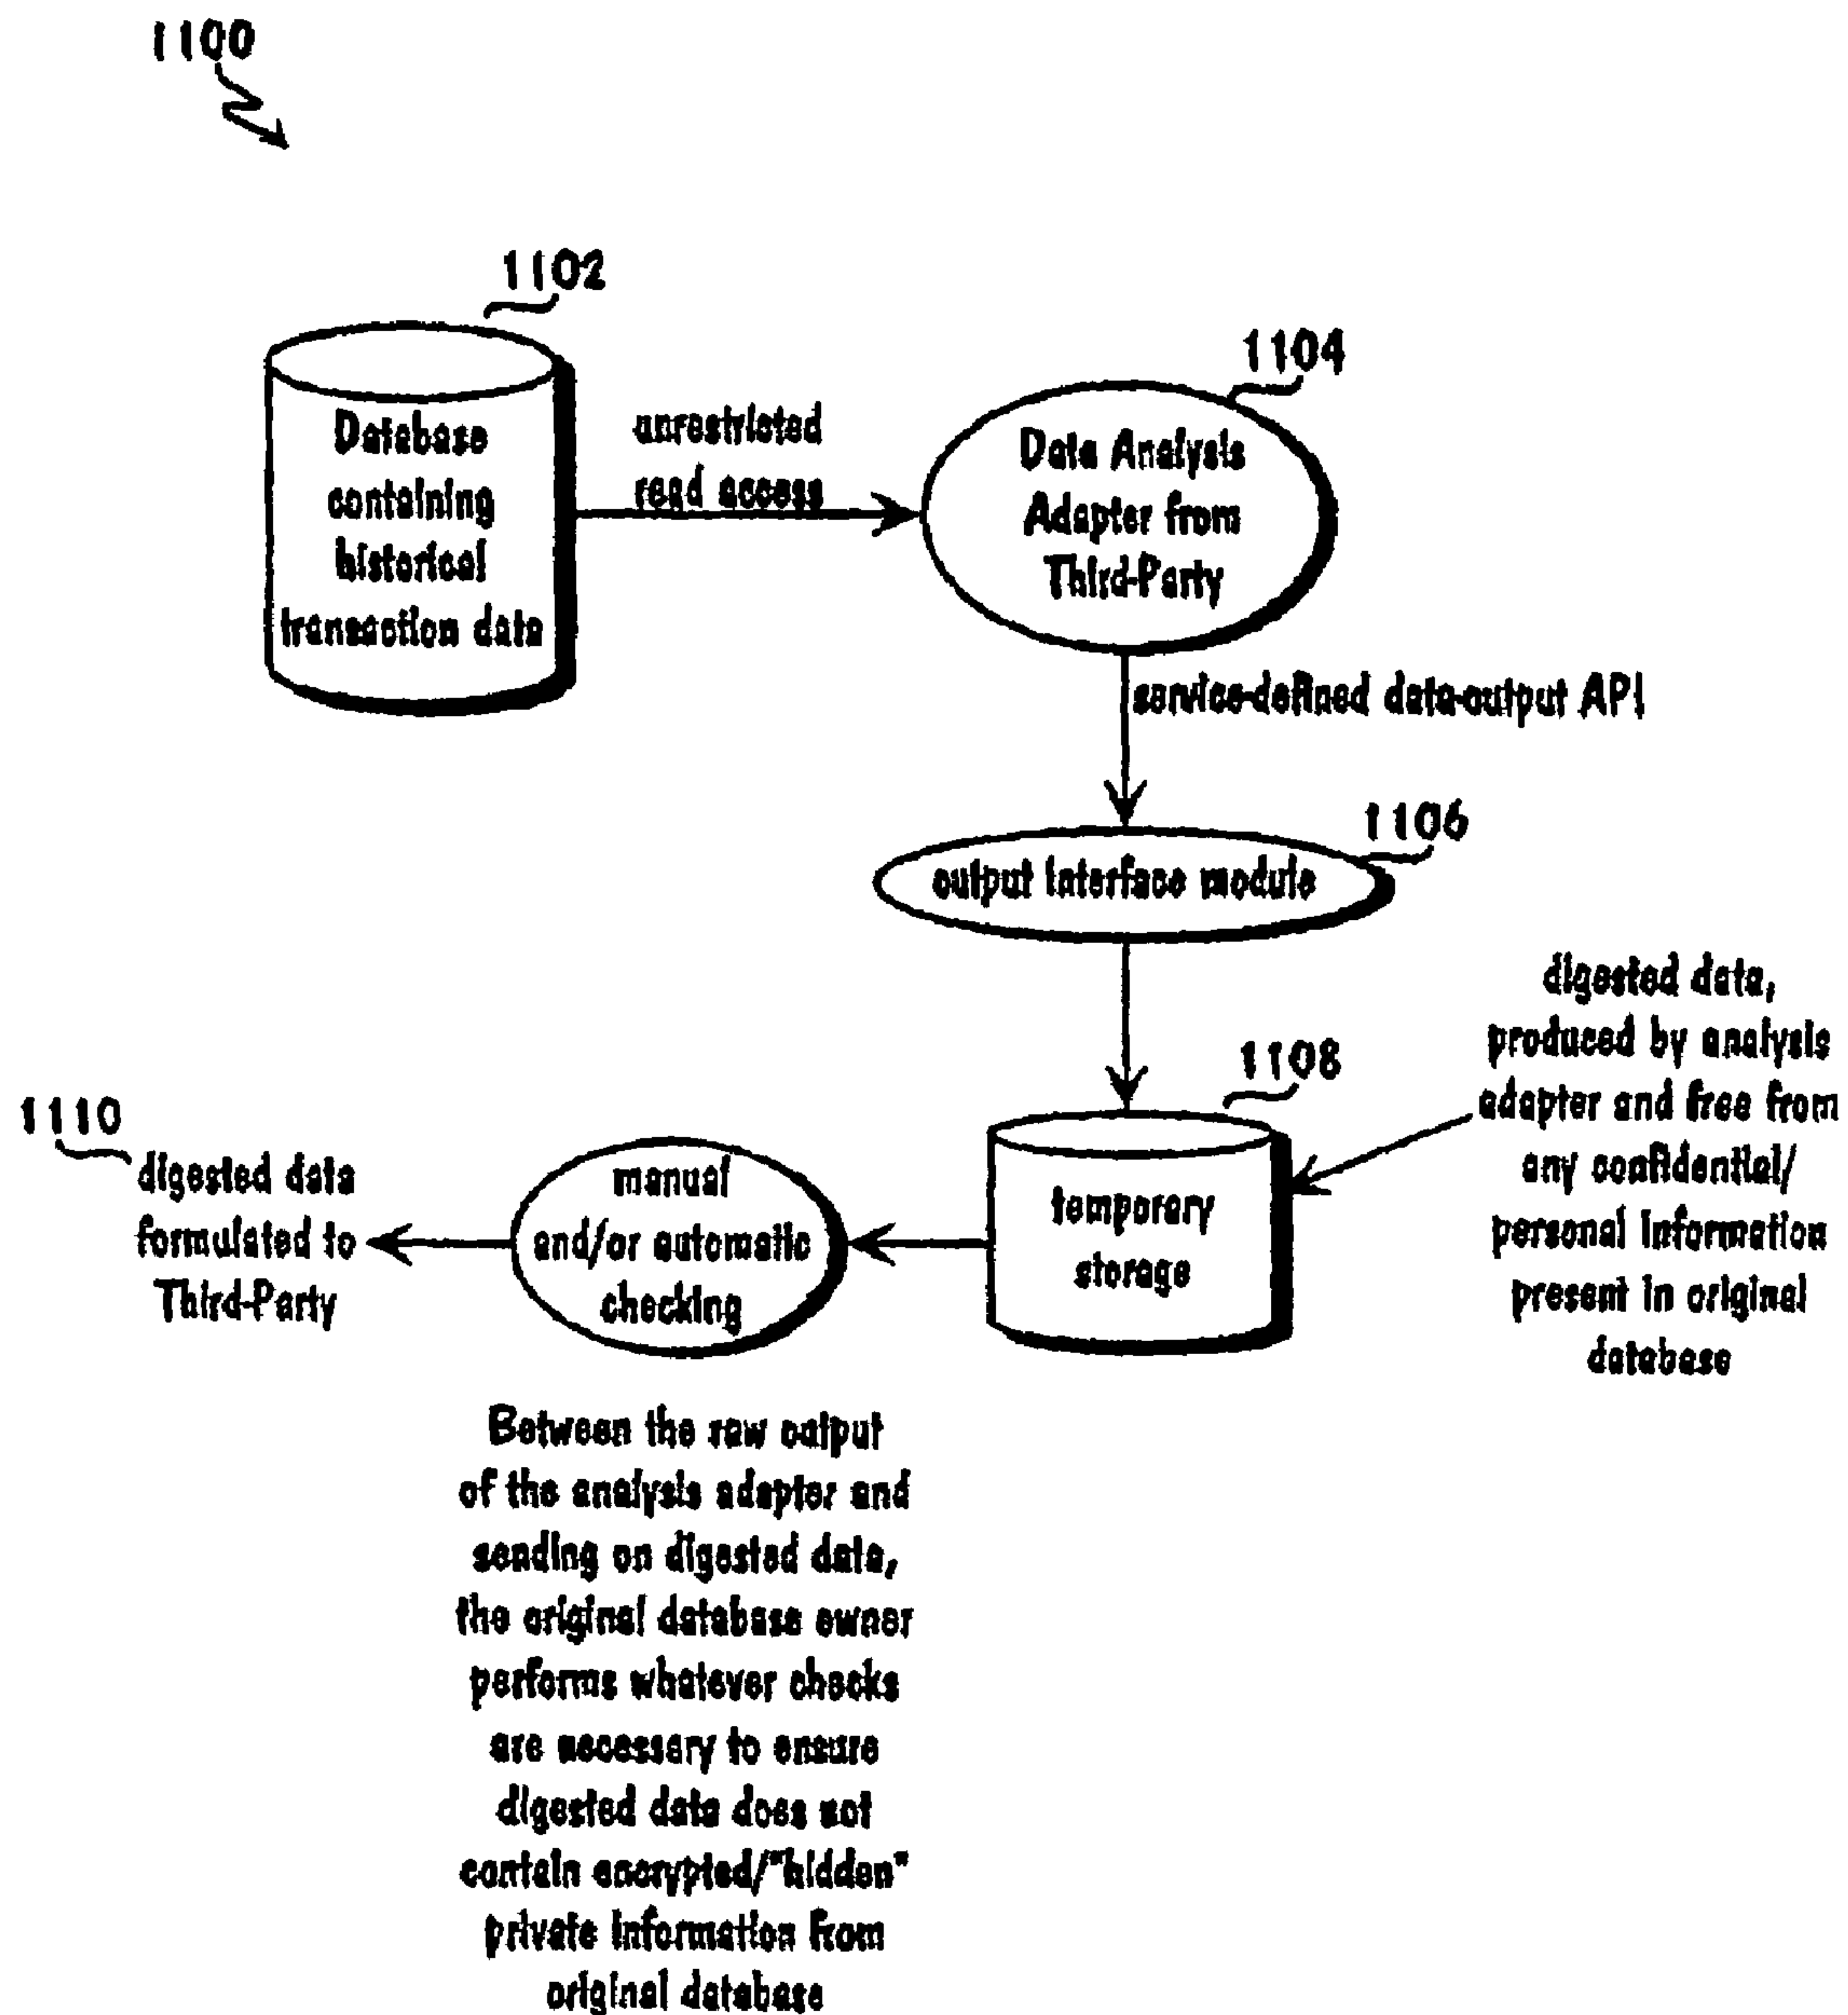 1100
1102
Database
containing
historical
transaction data
unrestricted
read access
1104
Data Analysis
Adapter from
Third-Party
service-defined data-output API
1106
output interface module
1108
temporary
storage
digested data,
produced by analysis
adapter and free from
any confidential/
personal information
present in original
database
manual
and/or automatic
checking
1110
digested data
formulated to
Third-Party
Between the raw output
of the analysis adapter and
sending on digested data,
the original database owner
performs whatever checks
are necessary to ensure
digested data does not
contain encrypted/"hidden"
private information from
original database